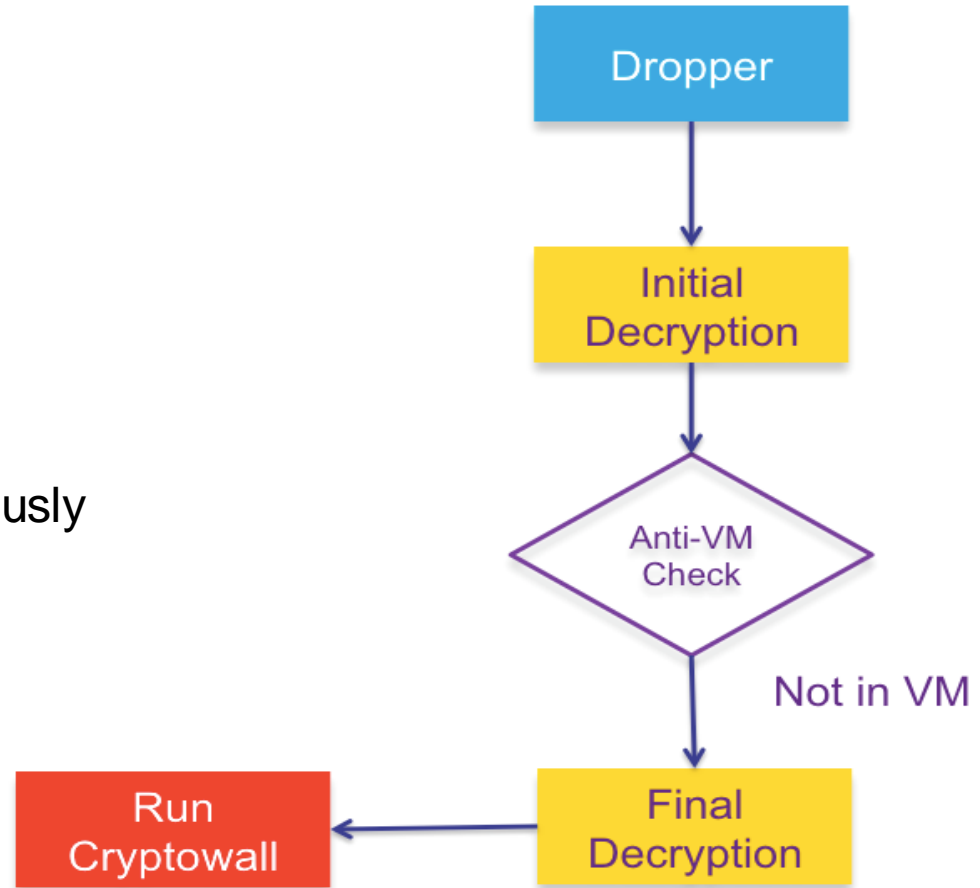 Dropper
Initial
Decryption
usly
Anti-VM
Check
Not in VM
Run
Cryptowall
Final
Decryption